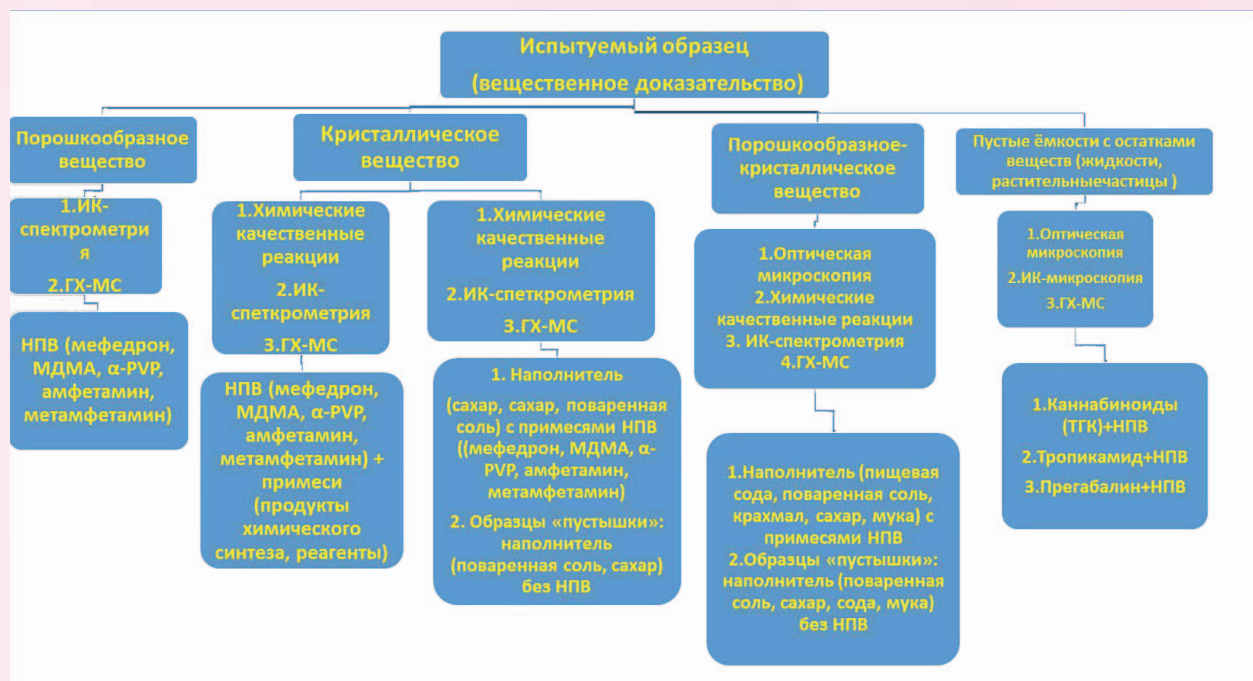 Испытуемый образец
(вещественное доказательство)
Порошкообразное
вещество
Кристаллическое
вещество
Порошкообразное-
кристаллическое
вещество
Пустые ёмкости с остатками
веществ (жидкости,
растительныечастицы )
1.ИК-
спектрометри
я
2.ГХ-МС
1.Химические
качественные
реакции
2.ИК-
спеткрометрия
3.ГХ-МС
1.Химические
качественные
реакции
2.ИК-спеткрометрия
3.ГХ-МС
1.Оптическая
микроскопия
2.Химические
качественные реакции
3. ИК-спектрометрия
4.ГХ-МС
1.Оптическая
микроскопия
2.ИК-микроскопия
3.ГХ-МС
НПВ (мефедрон,
МДМА, α-PVP,
амфетамин,
метамфетамин)
НПВ (мефедрон,
МДМА, α-PVP,
амфетамин,
метамфетамин) +
примеси
(продукты
химического
синтеза, реагенты)
1. Наполнитель
(сахар, сахар, поваренная
соль) с примесями НПВ
((мефедрон, МДМА, α-
PVP, амфетамин,
метамфетамин)
2. Образцы «пустышки»:
наполнитель
(поваренная соль, сахар)
без НПВ
1.Наполнитель (пищевая
сода, поваренная соль,
крахмал, сахар, мука) с
примесями НПВ
2.Образцы «пустышки»:
наполнитель (поваренная
соль, сахар, сода, мука)
без НПВ
1.Каннабиноиды
(ТГК)+НПВ
2.Тропикамид+НПВ
3.Прегабалин+НПВ